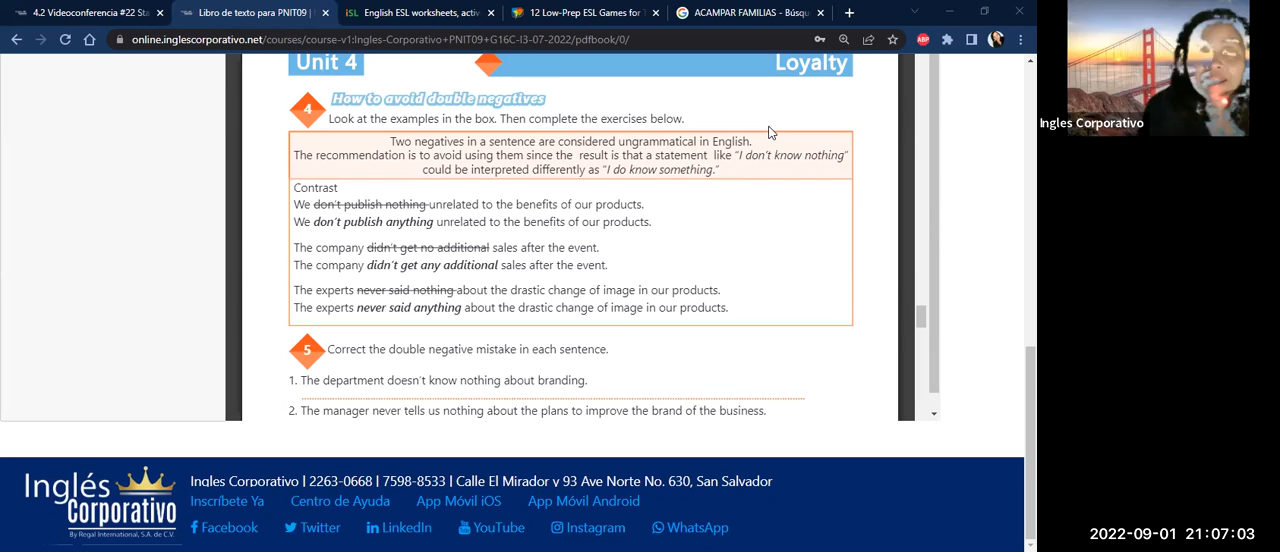 4.2 Videoconferencia #22 Sta
Libro de texto para PNIT09 |
English ESL worksheets, activ
12 Low-Prep ESL Games for T
ACAMPAR FAMILIAS - Búsqu
online.inglescorporativo.net/courses/course-v1:Ingles-Corporativo+PNIT09+G16C-I3-07-2022/pdfbook/0/
ABP
Unit 4
Loyalty
4
How to avoid double negatives
Look at the examples in the box. Then complete the exercises below.
Two negatives in a sentence are considered ungrammatical in English.
The recommendation is to avoid using them since the result is that a statement like “I don’t know nothing”
could be interpreted differently as “I do know something.”
Contrast
We don’t publish nothing unrelated to the benefits of our products.
We don’t publish anything unrelated to the benefits of our products.
The company didn’t get no additional sales after the event.
The company didn’t get any additional sales after the event.
The experts never said nothing about the drastic change of image in our products.
The experts never said anything about the drastic change of image in our products.
5
Correct the double negative mistake in each sentence.
1. The department doesn’t know nothing about branding.
2. The manager never tells us nothing about the plans to improve the brand of the business.
Inglés Corporativo
By Regal International, S.A. de C.V.
Ingles Corporativo | 2263-0668 | 7598-8533 | Calle El Mirador y 93 Ave Norte No. 630, San Salvador
Inscríbete Ya
Centro de Ayuda
App Móvil iOS
App Móvil Android
Facebook
Twitter
LinkedIn
YouTube
Instagram
WhatsApp
Ingles Corporativo
2022-09-01 21:07:03